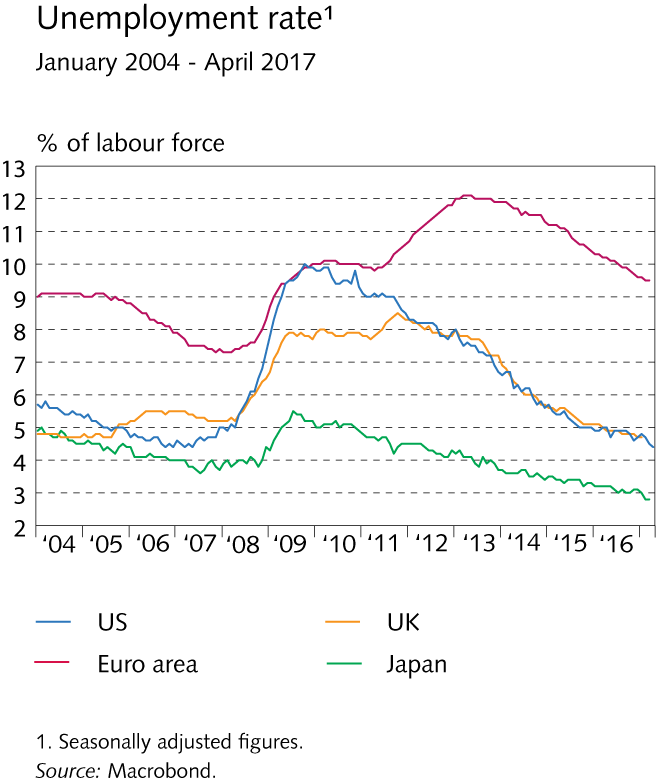 Unemployment rate¹
January 2004 - April 2017
% of labour force
13
12
11
10
9
8
7
6
5
4
3
2
‘04 ‘05 ‘06 ‘07 ‘08 ‘09 ‘10 ‘11 ‘12 ‘13 ‘14 ‘15 ‘16
US UK
Euro area Japan
1. Seasonally adjusted figures.
Source: Macrobond.